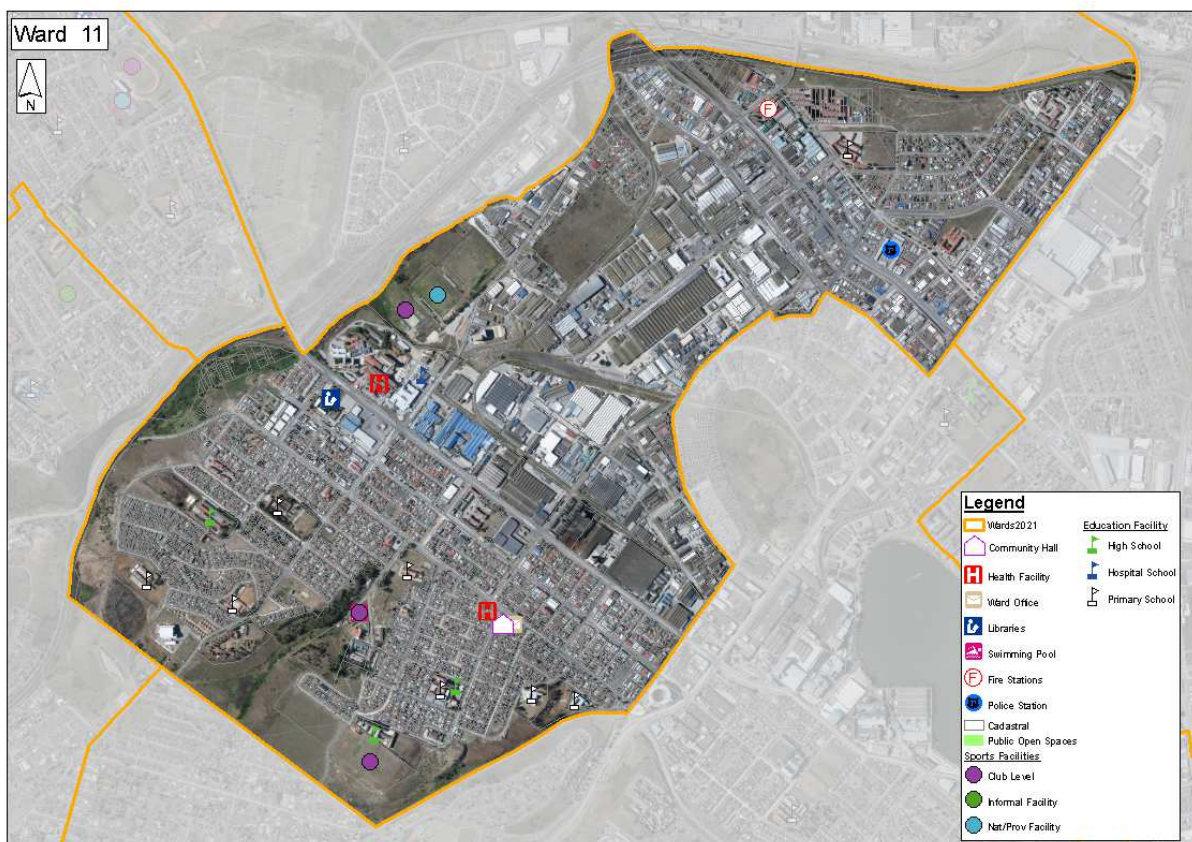 Ward 11
N
F
H
H
Legend
Wards2021
Community Hall
H Health Facility
Ward Office
Libraries
Swimming Pool
F Fire Stations
Police Station
Cadastral
Public Open Spaces
Sports Facilities
Club Level
Informal Facility
Nat/Prov Facility
Education Facility
High School
Hospital School
Primary School